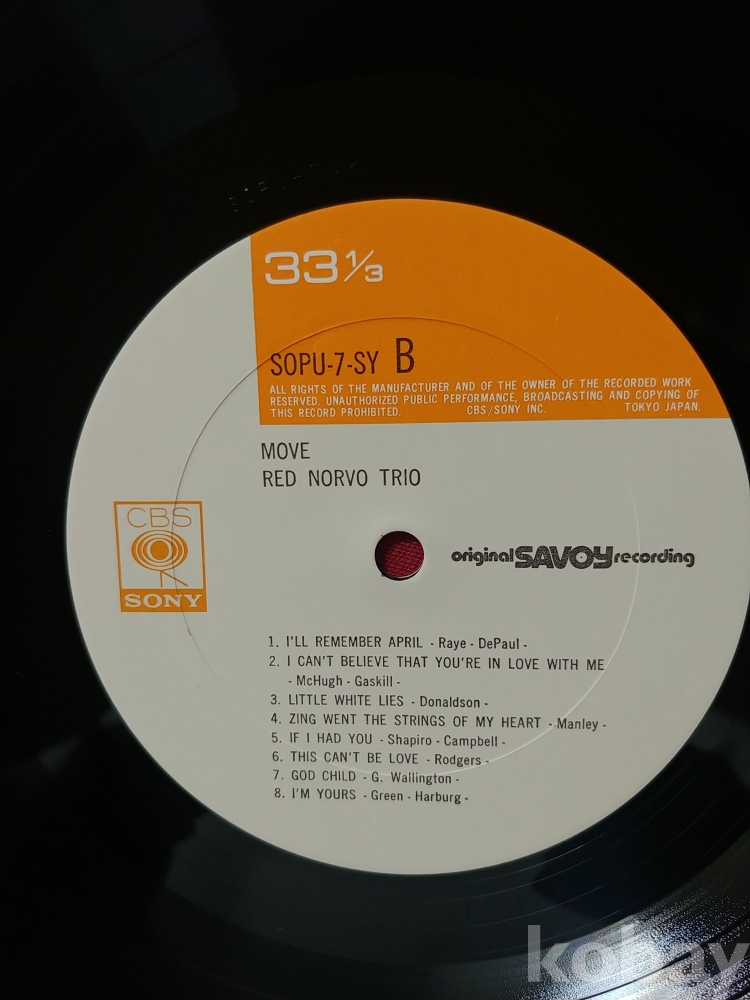 33 1/3
SOPU-7-SY B
ALL RIGHTS OF THE MANUFACTURER AND OF THE OWNER OF THE RECORDED WORK
RESERVED. UNAUTHORIZED PUBLIC PERFORMANCE, BROADCASTING AND COPYING OF
THIS RECORD PROHIBITED. CBS/SONY INC. TOKYO JAPAN.
MOVE
RED NORVO TRIO
CBS
SONY
original SAVOY recording
1. I'LL REMEMBER APRIL - Raye - DePaul -
2. I CAN'T BELIEVE THAT YOU'RE IN LOVE WITH ME
- McHugh - Gaskill -
3. LITTLE WHITE LIES - Donaldson -
4. ZING WENT THE STRINGS OF MY HEART - Manley -
5. IF I HAD YOU - Shapiro - Campbell -
6. THIS CAN'T BE LOVE - Rodgers -
7. GOD CHILD - G. Wallington -
8. I'M YOURS - Green - Harburg -
kobay